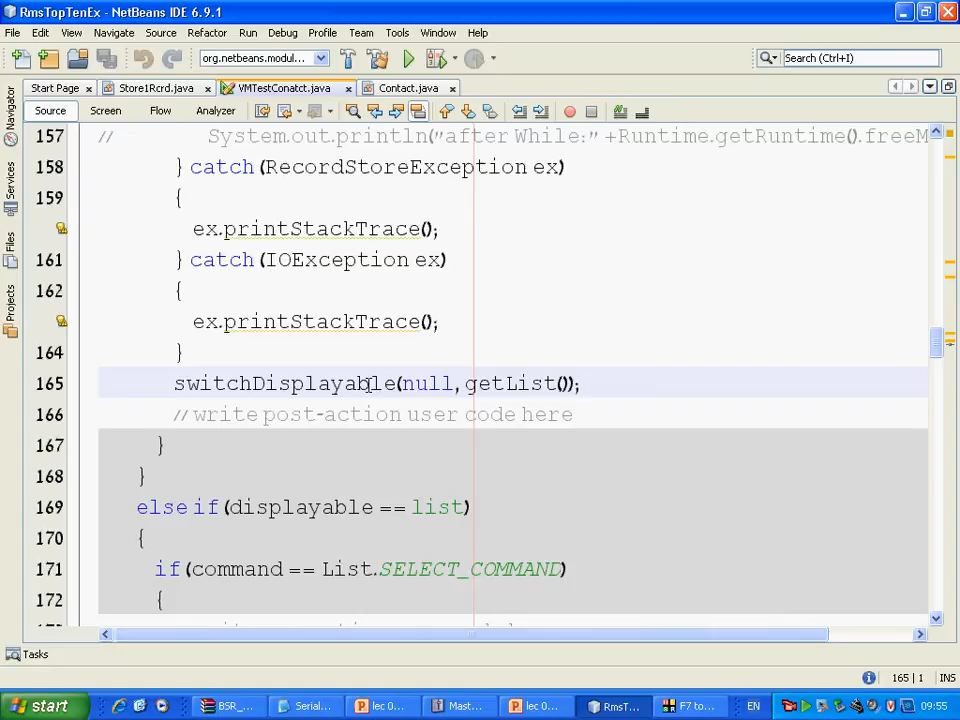 RmsTopTenEx - NetBeans IDE 6.9.1
File Edit View Navigate Source Refactor Run Debug Profile Team Tools Window Help
org.netbeans.modul...
Search (Ctrl+I)
Start Page Store1Rcrd.java VMTestConatct.java Contact.java
Source Screen Flow Analyzer
Navigator
Services
Files
Projects
157 // System.out.println("after While:" +Runtime.getRuntime().freeM
158 } catch (RecordStoreException ex)
159 {
ex.printStackTrace();
161 } catch (IOException ex)
162 {
ex.printStackTrace();
164 }
165 switchDisplayable(null, getList());
166 // write post-action user code here
167 }
168 }
169 else if (displayable == list)
170 {
171 if (command == List.SELECT_COMMAND)
172 {
Tasks
165 | 1 INS
start BSR_... Serial... lec 0... Mast... lec 0... RmsT... F7 to... EN 09:55